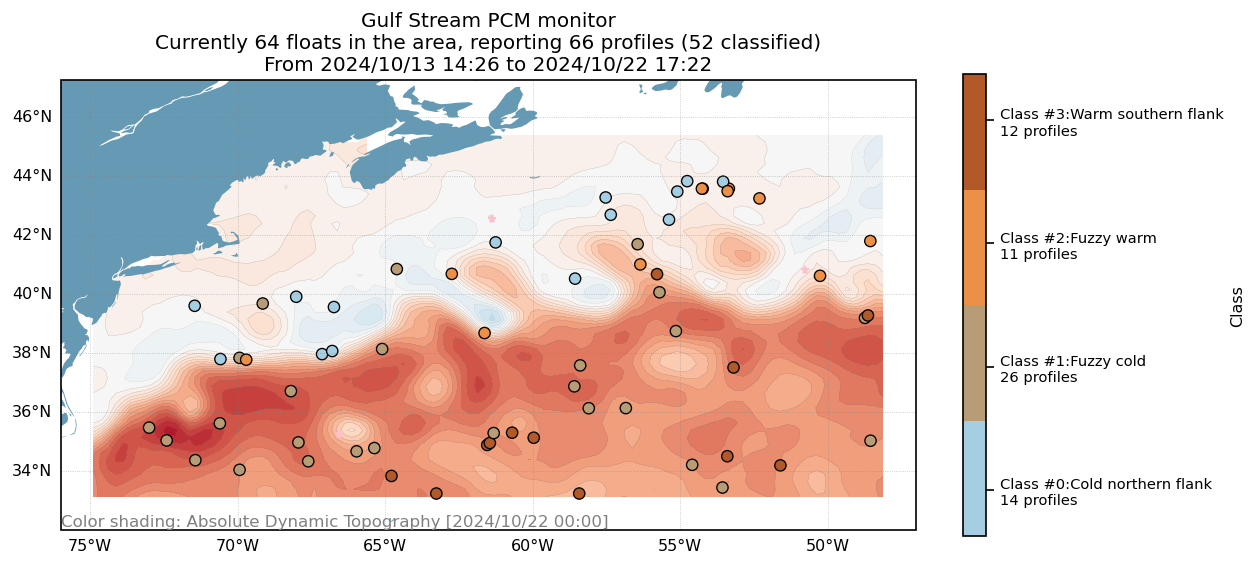 Gulf Stream PCM monitor
Currently 64 floats in the area, reporting 66 profiles (52 classified)
From 2024/10/13 14:26 to 2024/10/22 17:22
46°N
44°N
42°N
40°N
38°N
36°N
34°N
Color shading: Absolute Dynamic Topography [2024/10/22 00:00]
75°W
70°W
65°W
60°W
55°W
50°W
Class #3:Warm southern flank
12 profiles
Class #2:Fuzzy warm
11 profiles
Class #1:Fuzzy cold
26 profiles
Class #0:Cold northern flank
14 profiles
Class